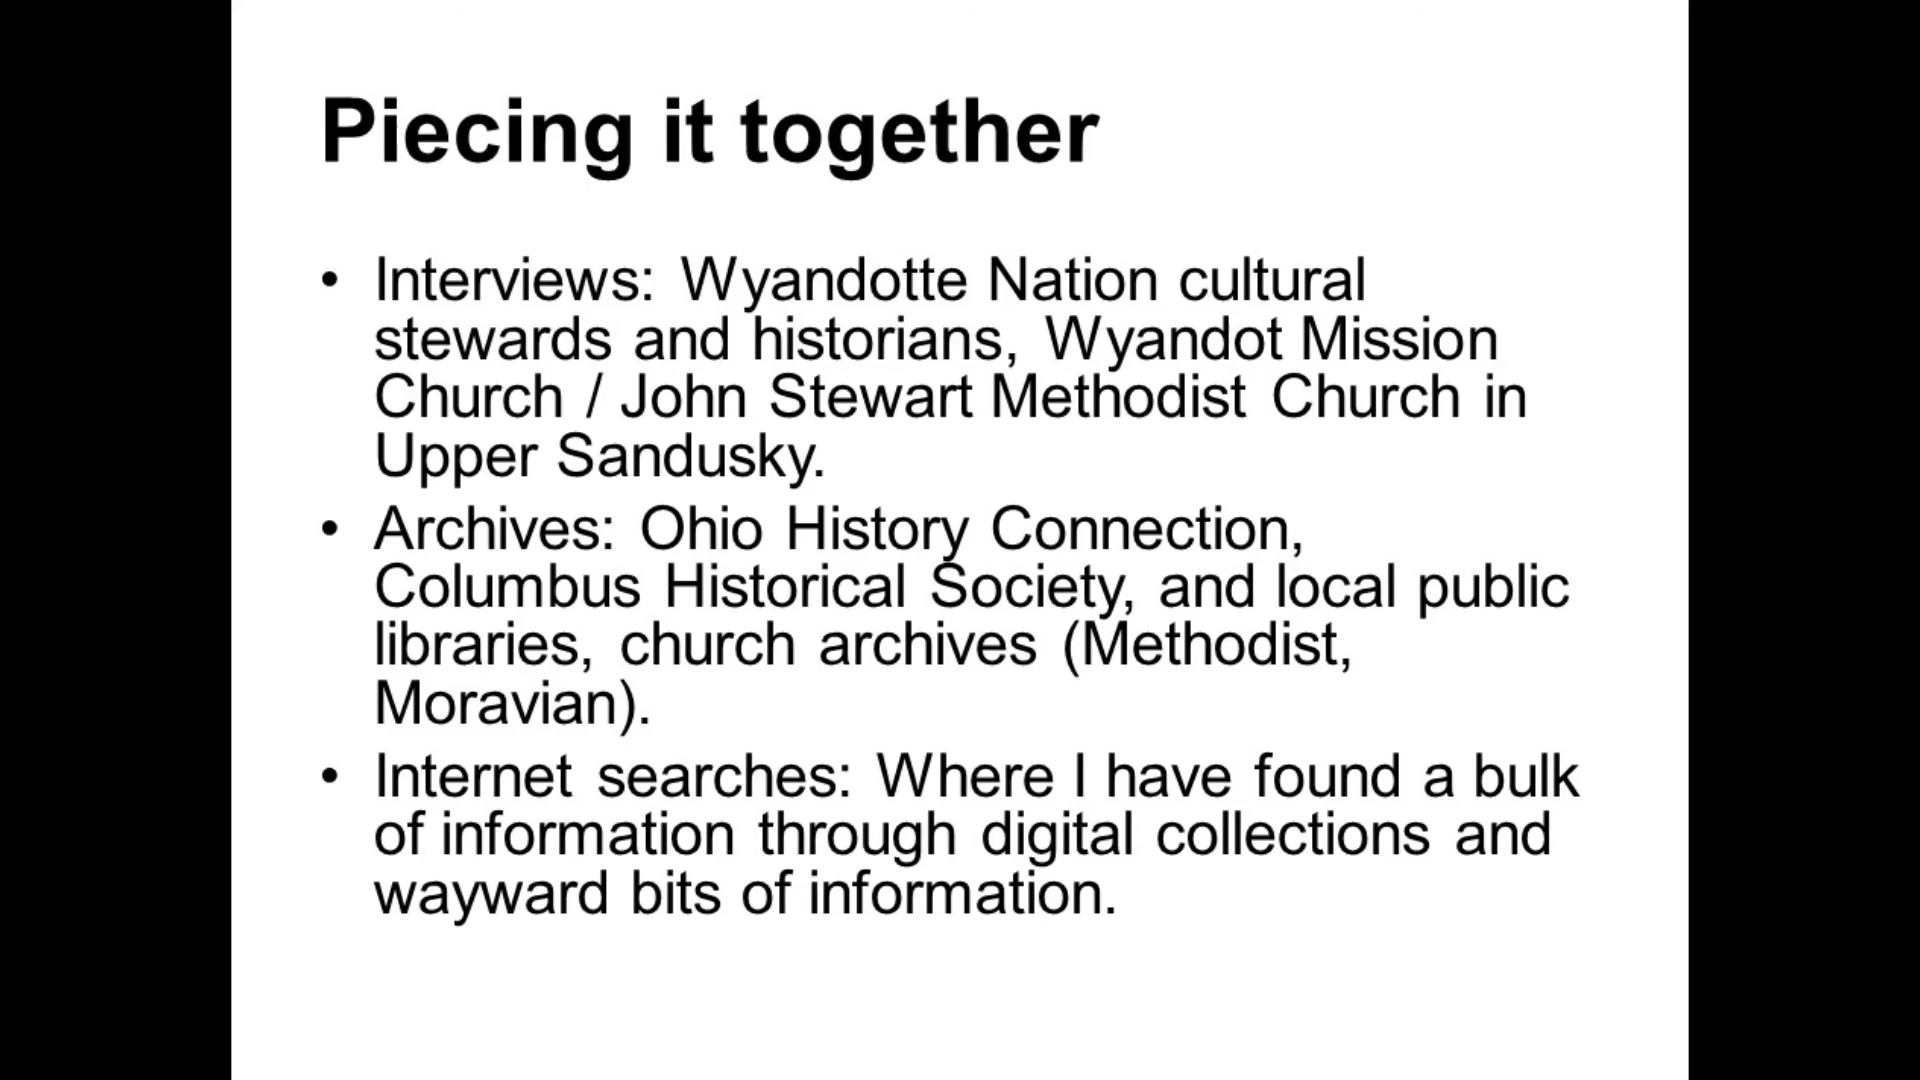 Piecing it together
• Interviews: Wyandotte Nation cultural
stewards and historians, Wyandot Mission
Church / John Stewart Methodist Church in
Upper Sandusky.
• Archives: Ohio History Connection,
Columbus Historical Society, and local public
libraries, church archives (Methodist,
Moravian).
• Internet searches: Where I have found a bulk
of information through digital collections and
wayward bits of information.